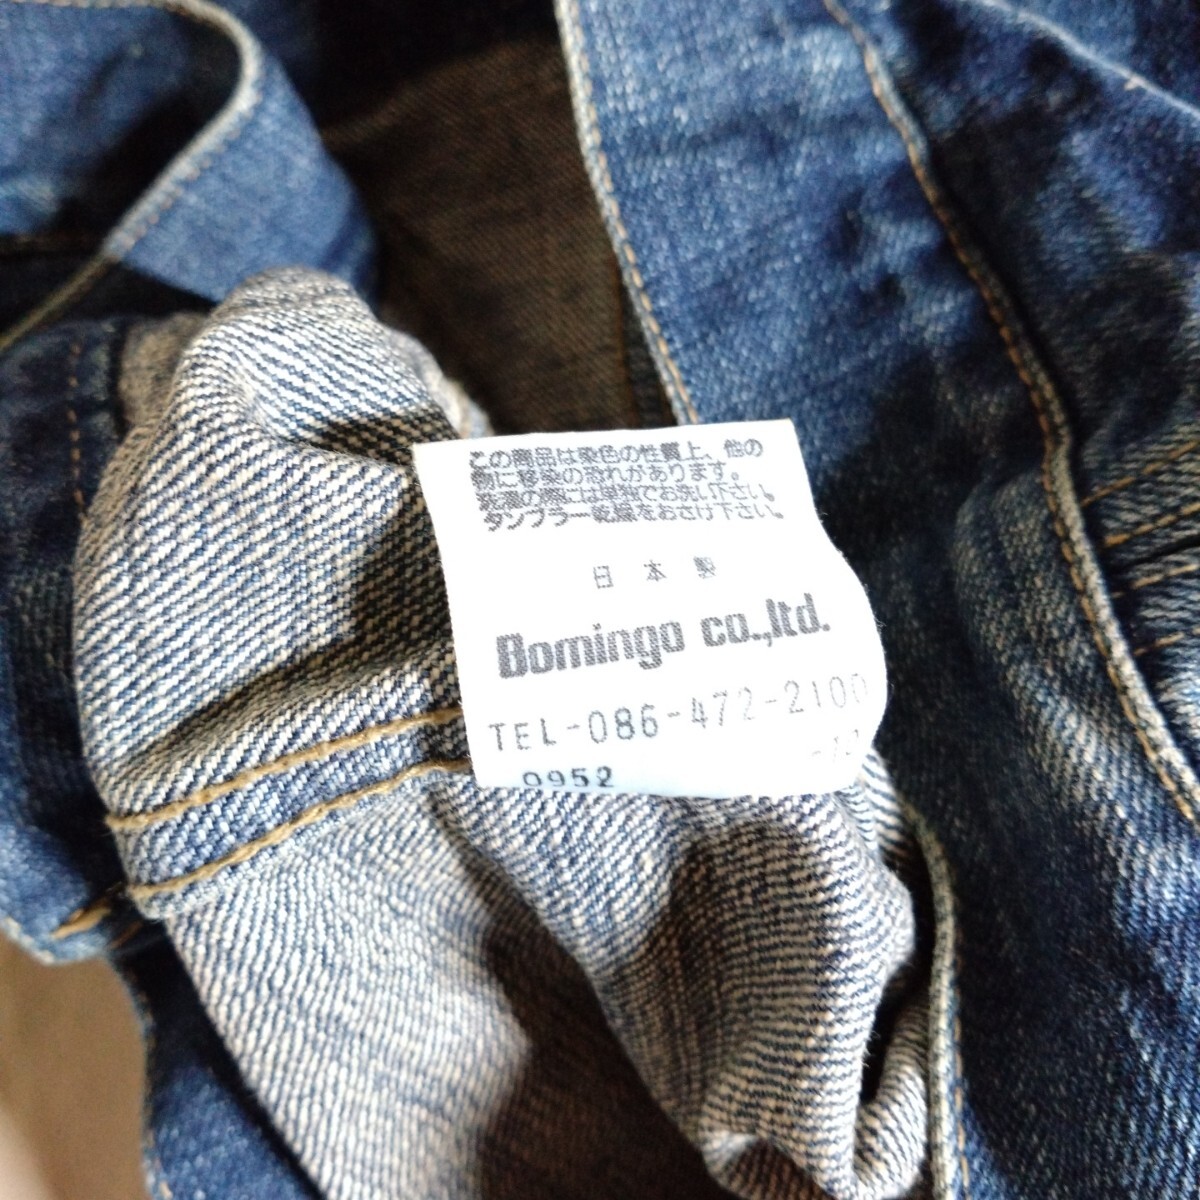 この商品は染色の性質上、他の
物に移染の恐れがあります。
洗濯の際には単独でお洗い下さい。
タンブラー乾燥をおさけ下さい。
日本製
Bomingo co.,ltd.
TEL-086-472-2100
-12
9952